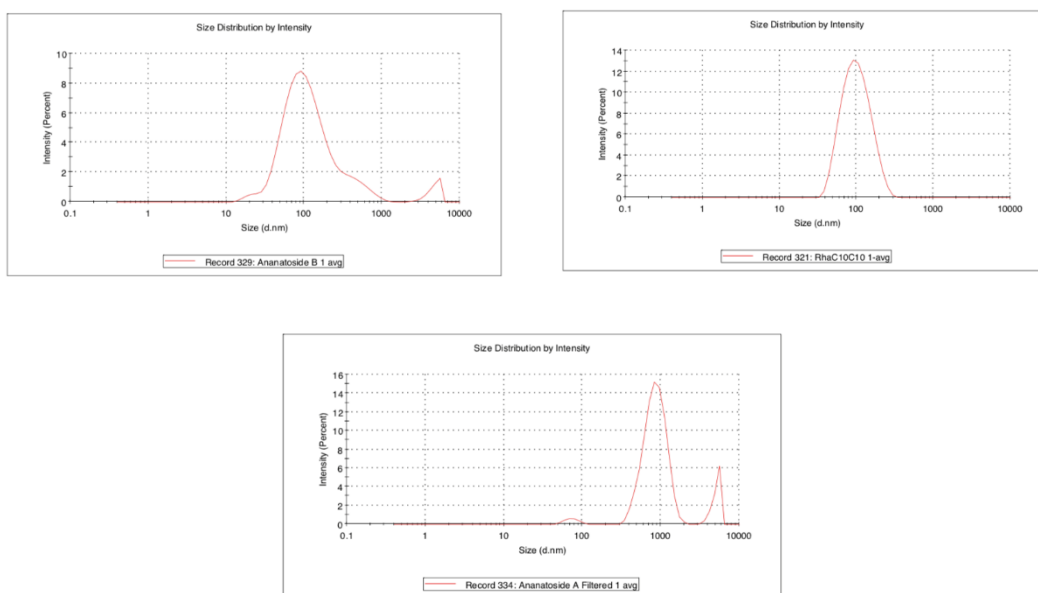 Size Distribution by Intensity
Intensity (Percent)
10
8
6
4
2
0
0.1 1 10 100 1000 10000
Size (d.nm)
Record 329: Ananatoside B 1 avg
Size Distribution by Intensity
Intensity (Percent)
14
12
10
8
6
4
2
0
0.1 1 10 100 1000 10000
Size (d.nm)
Record 321: RhaC10C10 1-avg
Size Distribution by Intensity
Intensity (Percent)
16
14
12
10
8
6
4
2
0
0.1 1 10 100 1000 10000
Size (d.nm)
Record 334: Ananatoside A Filtered 1 avg